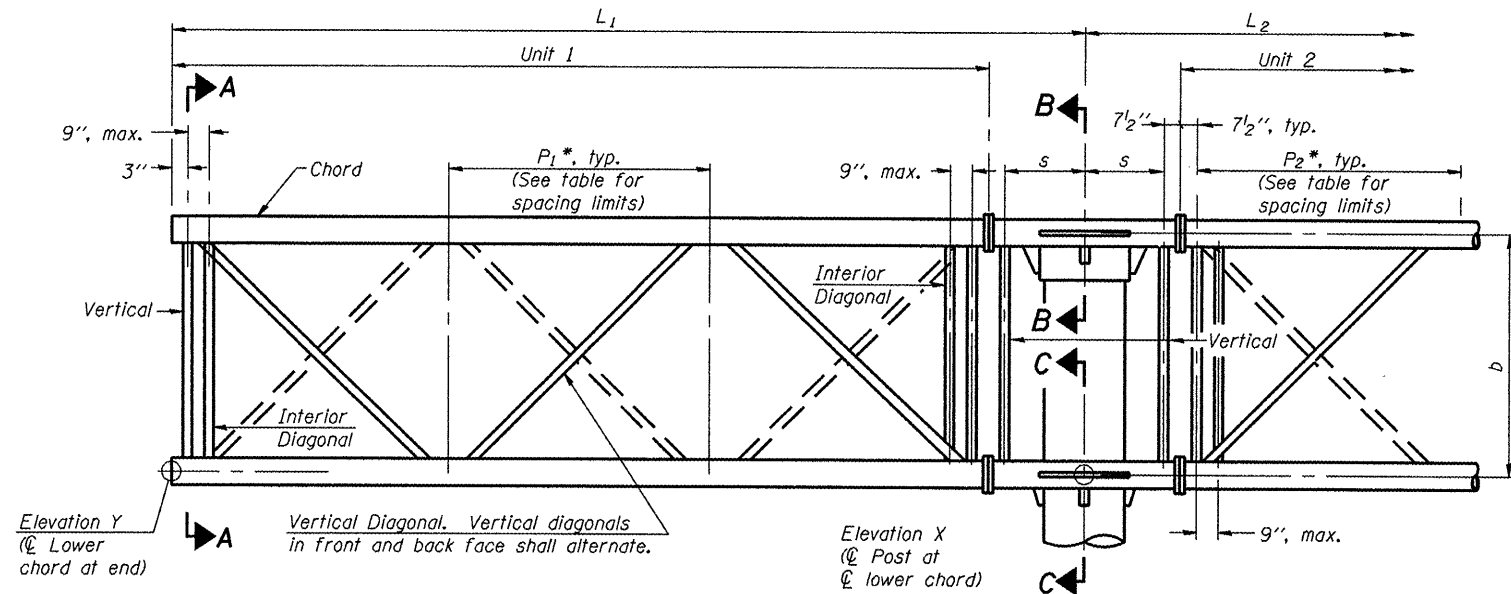 L1
L2
Unit 1
Unit 2
A
B
9", max.
3"
Chord
P1*, typ.
(See table for
spacing limits)
9", max.
s
s
7½"
7½", typ.
P2*, typ.
(See table for
spacing limits)
Interior
Diagonal
Vertical
B
Vertical
C
b
Interior
Diagonal
Elevation Y
(℄ Lower
chord at end)
A
Vertical Diagonal. Vertical diagonals
in front and back face shall alternate.
Elevation X
(℄ Post at
℄ lower chord)
C
9", max.